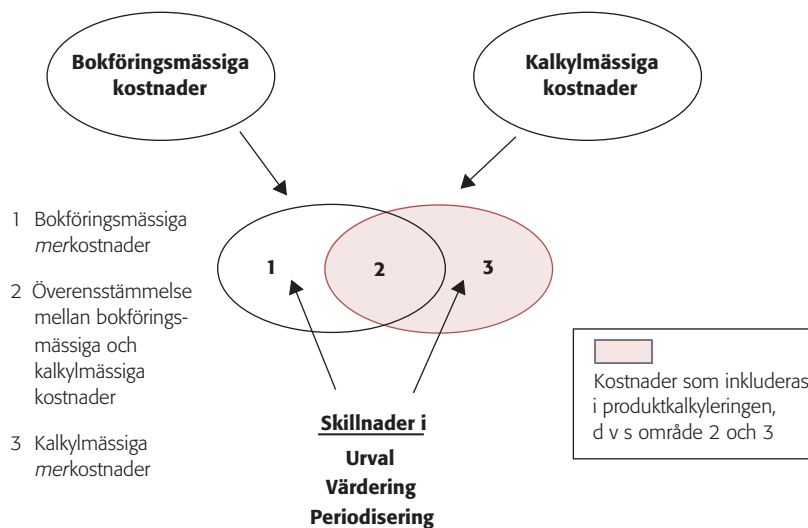 Bokföringsmässiga
kostnader
Kalkylmässiga
kostnader
1 Bokföringsmässiga
merkostnader
2 Överensstämmelse
mellan bokförings-
mässiga och
kalkylmässiga
kostnader
3 Kalkylmässiga
merkostnader
1
2
3
Skillnader i
Urval
Värdering
Periodisering
Kostnader som inkluderas
i produktkalkyleringen,
d v s område 2 och 3